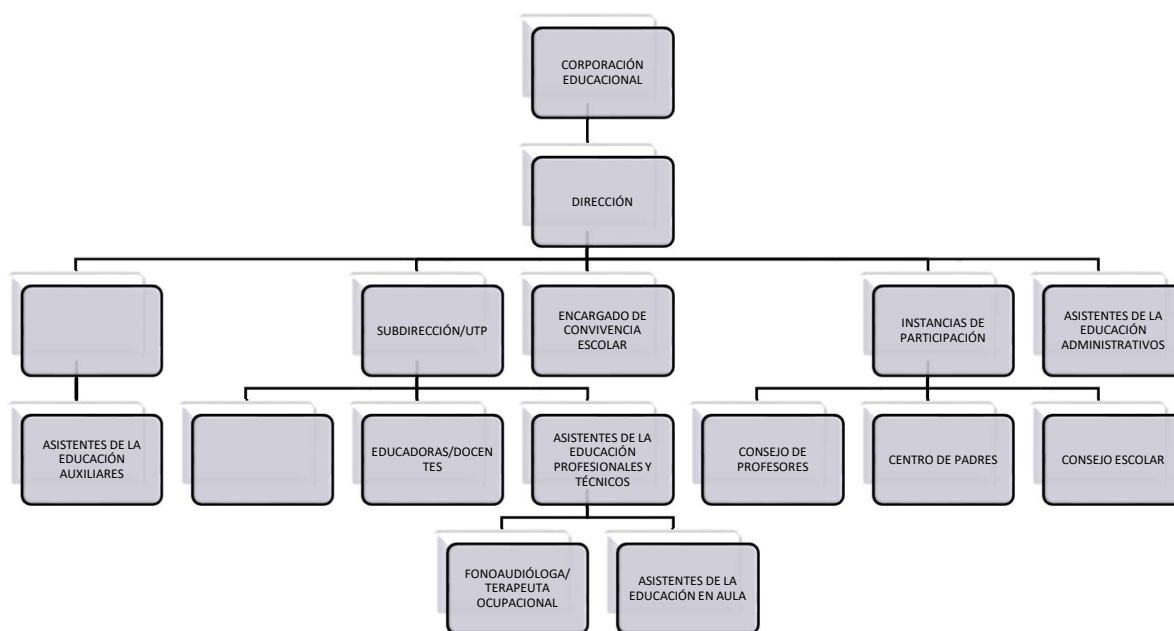 CORPORACIÓN
EDUCACIONAL
DIRECCIÓN
SUBDIRECCIÓN/UTP
ENCARGADO DE
CONVIVENCIA
ESCOLAR
INSTANCIAS DE
PARTICIPACIÓN
ASISTENTES DE LA
EDUCACIÓN
ADMINISTRATIVOS
ASISTENTES DE LA
EDUCACIÓN
AUXILIARES
EDUCADORAS/DOCEN
TES
ASISTENTES DE LA
EDUCACIÓN
PROFESIONALES Y
TÉCNICOS
CONSEJO DE
PROFESORES
CENTRO DE PADRES
CONSEJO ESCOLAR
FONOAUDIÓLOGA/
TERAPEUTA
OCUPACIONAL
ASISTENTES DE LA
EDUCACIÓN EN AULA